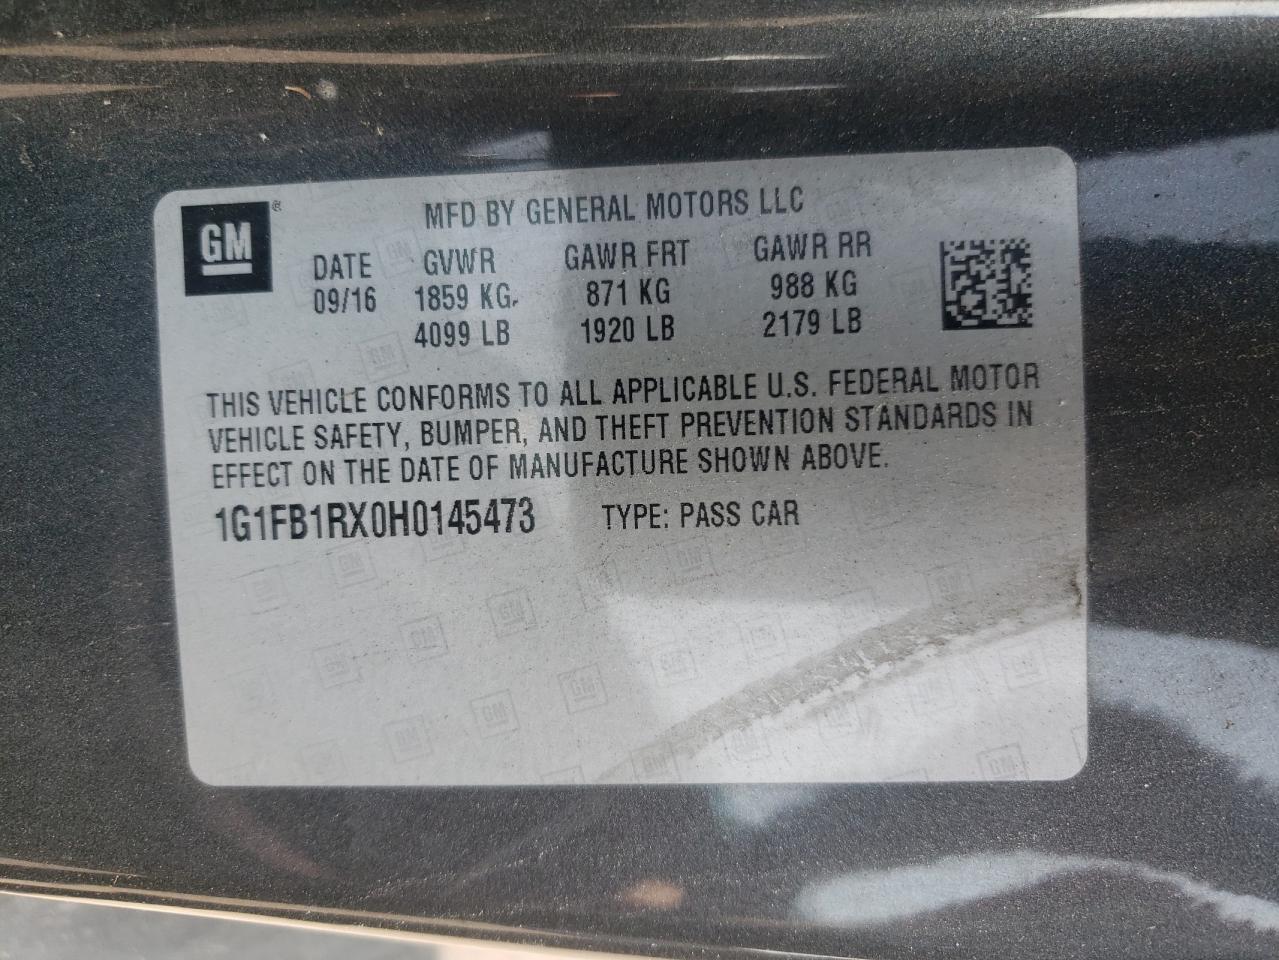 GM ®
MFD BY GENERAL MOTORS LLC
DATE GVWR GAWR FRT GAWR RR
09/16 1859 KG 871 KG 988 KG
4099 LB 1920 LB 2179 LB
THIS VEHICLE CONFORMS TO ALL APPLICABLE U.S. FEDERAL MOTOR
VEHICLE SAFETY, BUMPER, AND THEFT PREVENTION STANDARDS IN
EFFECT ON THE DATE OF MANUFACTURE SHOWN ABOVE.
1G1FB1RX0H0145473 TYPE: PASS CAR